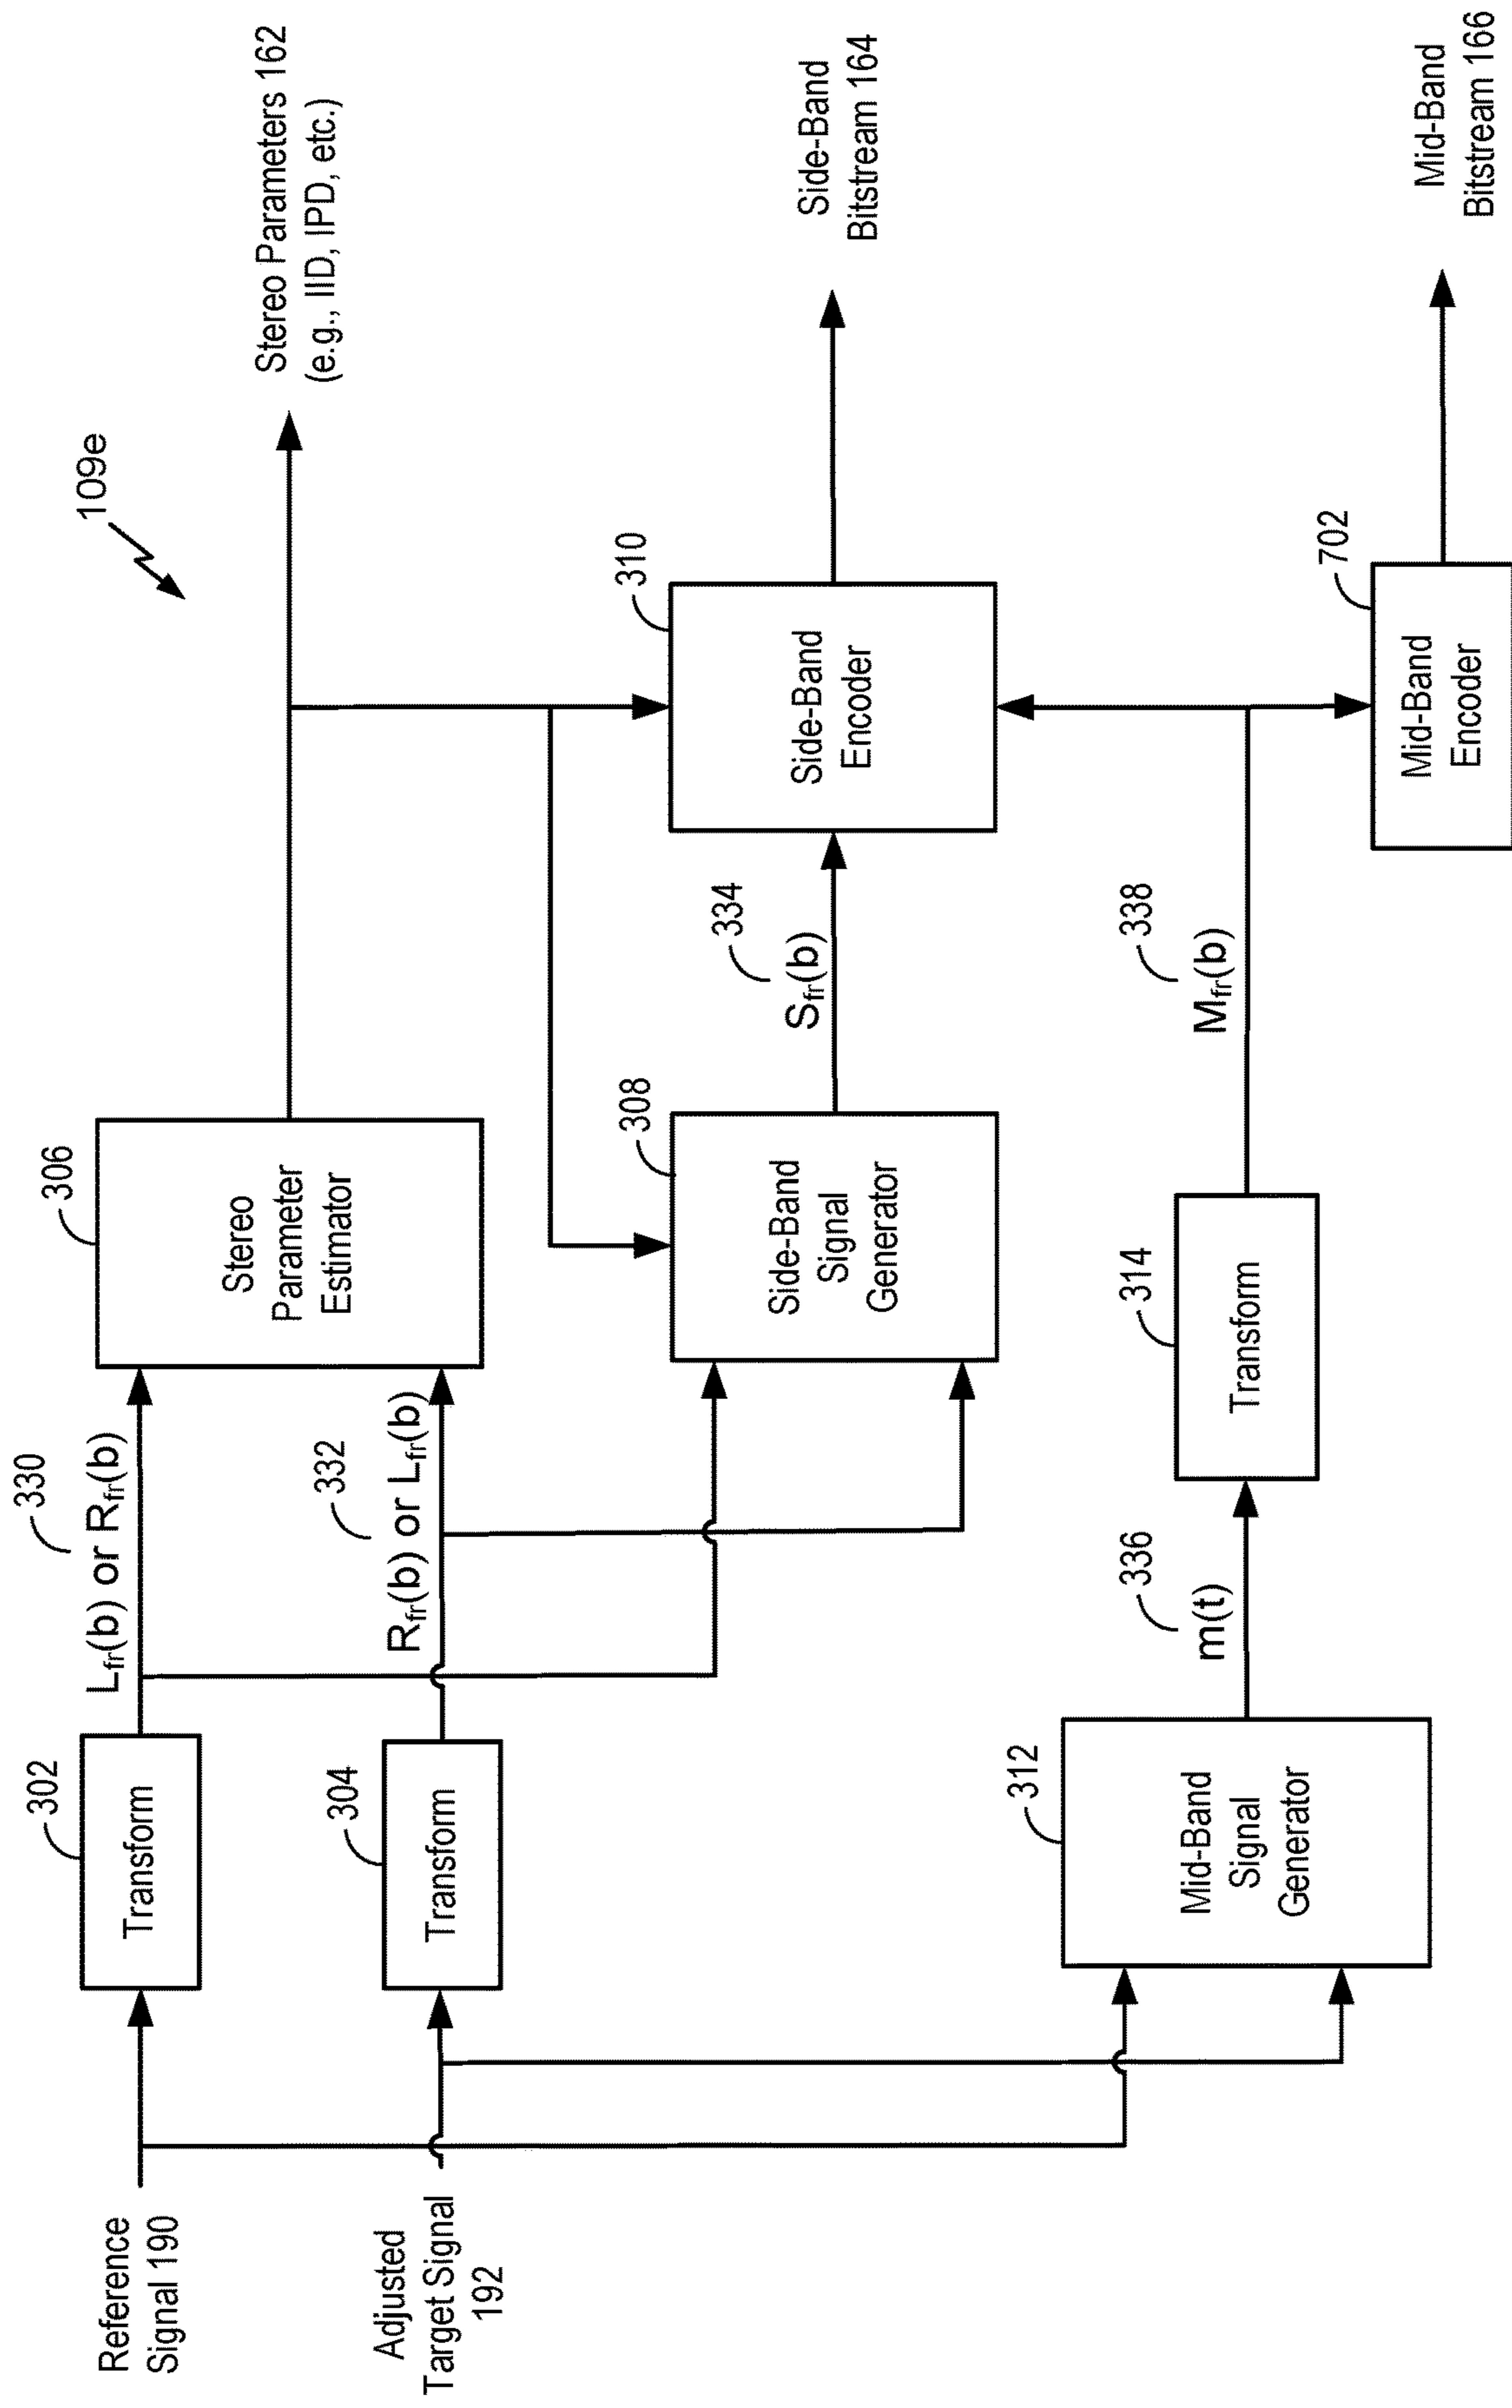 109e
Reference
Signal 190
302
Transform
330
Lfr(b) or Rfr(b)
306
Stereo
Parameter
Estimator
Stereo Parameters 162
(e.g., IID, IPD, etc.)
Adjusted
Target Signal
192
304
Transform
332
Rfr(b) or Lfr(b)
308
Side-Band
Signal
Generator
334
Sfr(b)
310
Side-Band
Encoder
Side-Band
Bitstream 164
312
Mid-Band
Signal
Generator
336
m(t)
314
Transform
338
Mfr(b)
702
Mid-Band
Encoder
Mid-Band
Bitstream 166